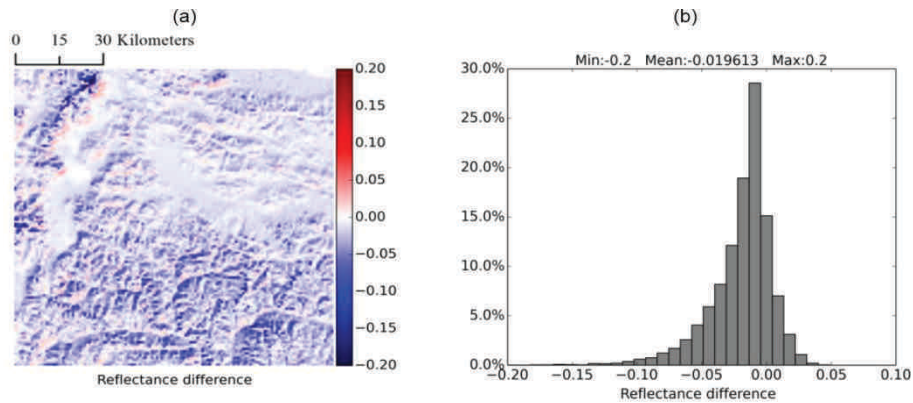 (a)
0 15 30 Kilometers
0.20
0.15
0.10
0.05
0.00
−0.05
−0.10
−0.15
−0.20
Reflectance difference
(b)
Min:-0.2 Mean:-0.019613 Max:0.2
30.0%
25.0%
20.0%
15.0%
10.0%
5.0%
0.0%
−0.20 −0.15 −0.10 −0.05 0.00 0.05 0.10
Reflectance difference